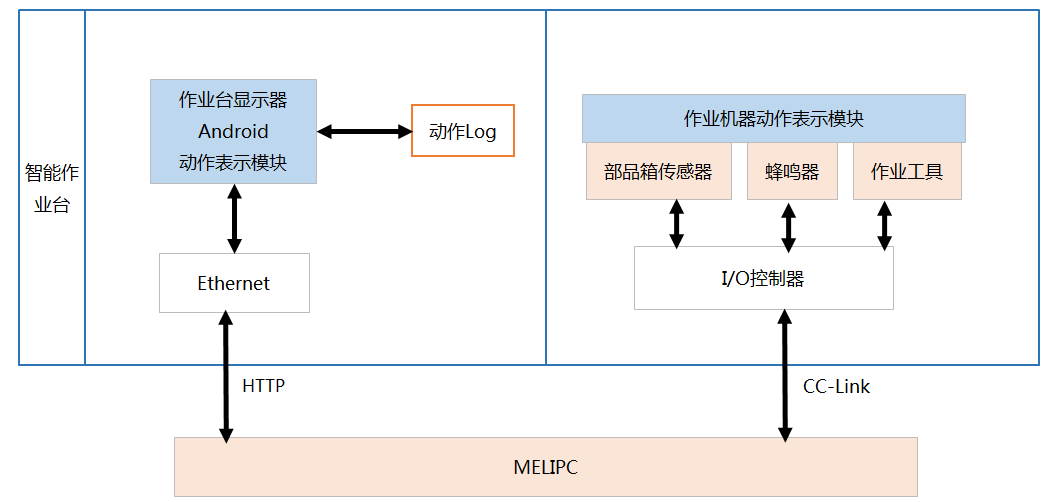 智能作
业台
作业台显示器
Android
动作表示模块
动作Log
Ethernet
HTTP
作业机器动作表示模块
部品箱传感器
蜂鸣器
作业工具
I/O控制器
CC-Link
MELIPC